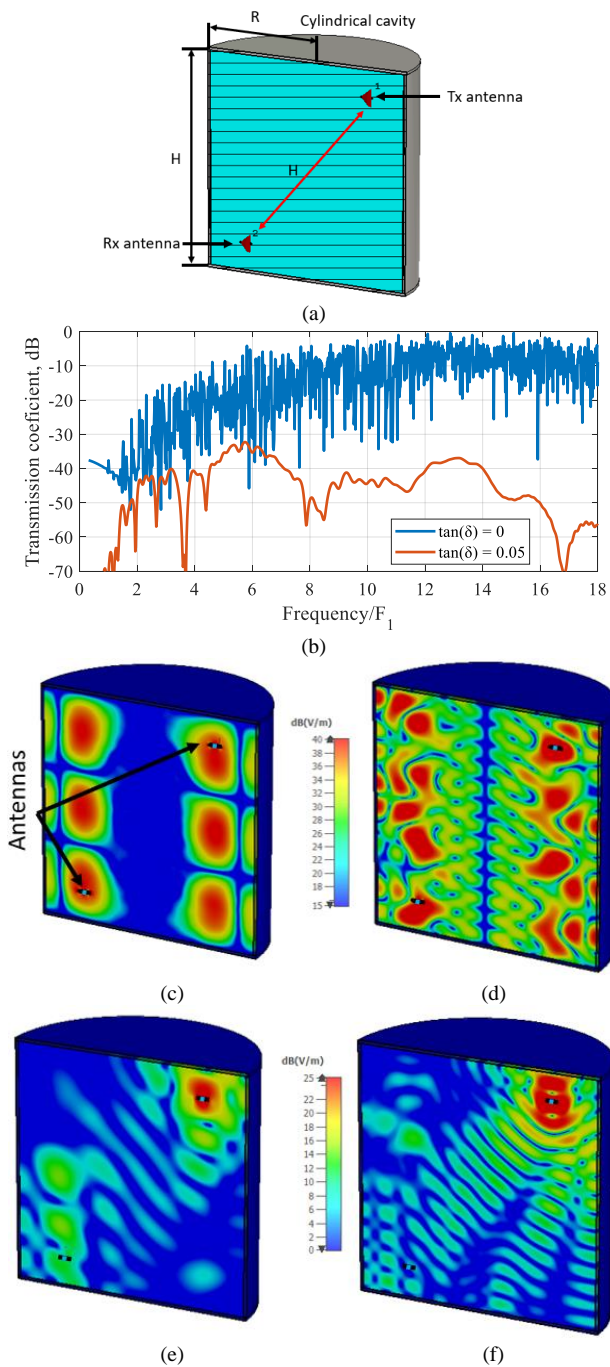 R
Cylindrical cavity
1
Tx antenna
H
H
Rx antenna
2
(a)
0
-10
-20
-30
-40
-50
-60
-70
Transmission coeficient, dB
tan(δ) = 0
tan(δ) = 0.05
0 2 4 6 8 10 12 14 16 18
Frequency/F1
(b)
Antennas
dB(V/m)
40
38
36
34
32
30
28
26
24
22
20
18
15
(c) (d)
dB(V/m)
25
22
20
18
16
14
12
10
8
6
4
2
0
(e) (f)